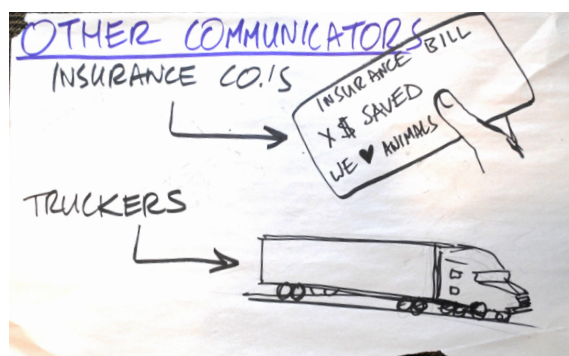 OTHER COMMUNICATORS
INSURANCE CO.'S
INSURANCE BILL
X $ SAVED
WE ♥ ANIMALS
TRUCKERS